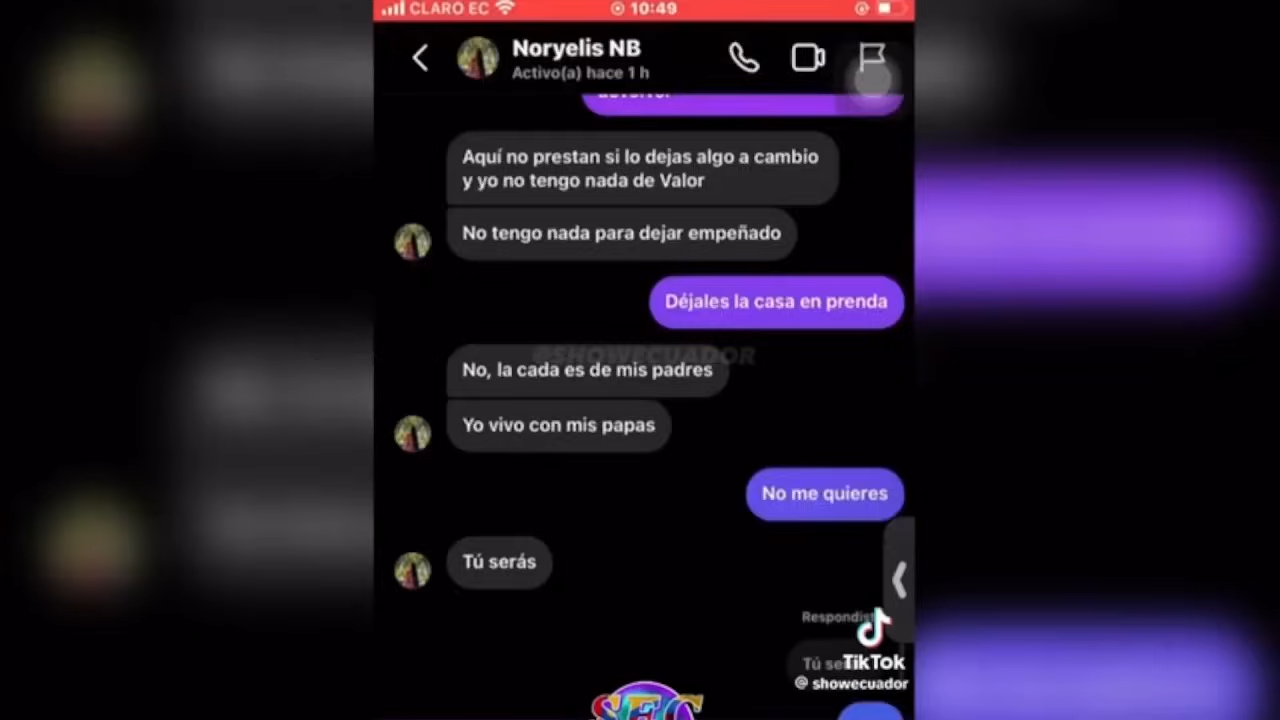 CLARO EC
10:49
Noryelis NB
Activo(a) hace 1 h
Aquí no prestan si lo dejas algo a cambio
y yo no tengo nada de Valor
No tengo nada para dejar empeñado
Déjales la casa en prenda
@SHOWECUADOR
No, la cada es de mis padres
Yo vivo con mis papas
No me quieres
Tú serás
TikTok
@ showecuador
SEC